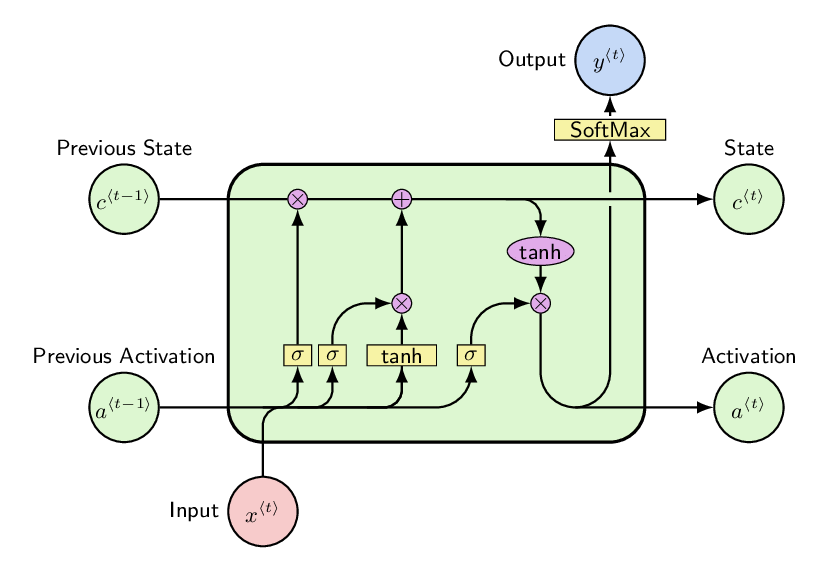 Output
y⟨t⟩
SoftMax
Previous State
State
c⟨t−1⟩
×
+
c⟨t⟩
tanh
×
×
Previous Activation
σ
σ
tanh
σ
Activation
a⟨t−1⟩
a⟨t⟩
Input
x⟨t⟩